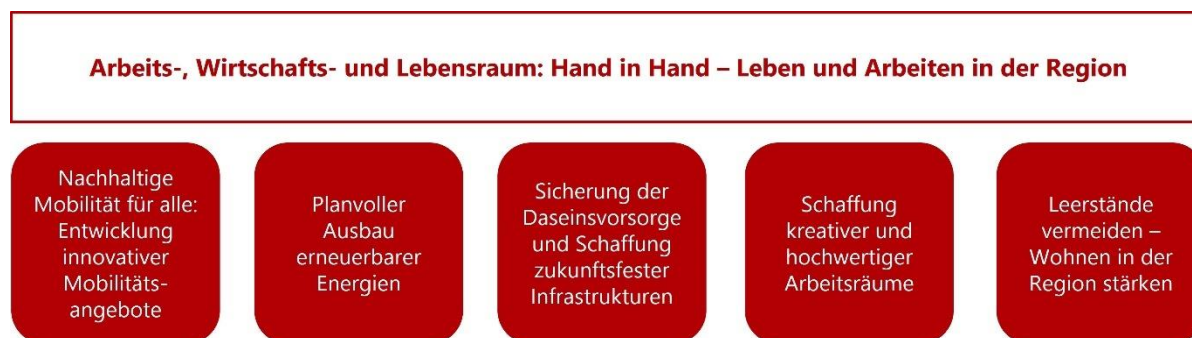 Arbeits-, Wirtschafts- und Lebensraum: Hand in Hand – Leben und Arbeiten in der Region
Nachhaltige
Mobilität für alle:
Entwicklung
innovativer
Mobilitäts-
angebote
Planvoller
Ausbau
erneuerbarer
Energien
Sicherung der
Daseinsvorsorge
und Schaffung
zukunftsfester
Infrastrukturen
Schaffung
kreativer und
hochwertiger
Arbeitsräume
Leerstände
vermeiden –
Wohnen in der
Region stärken